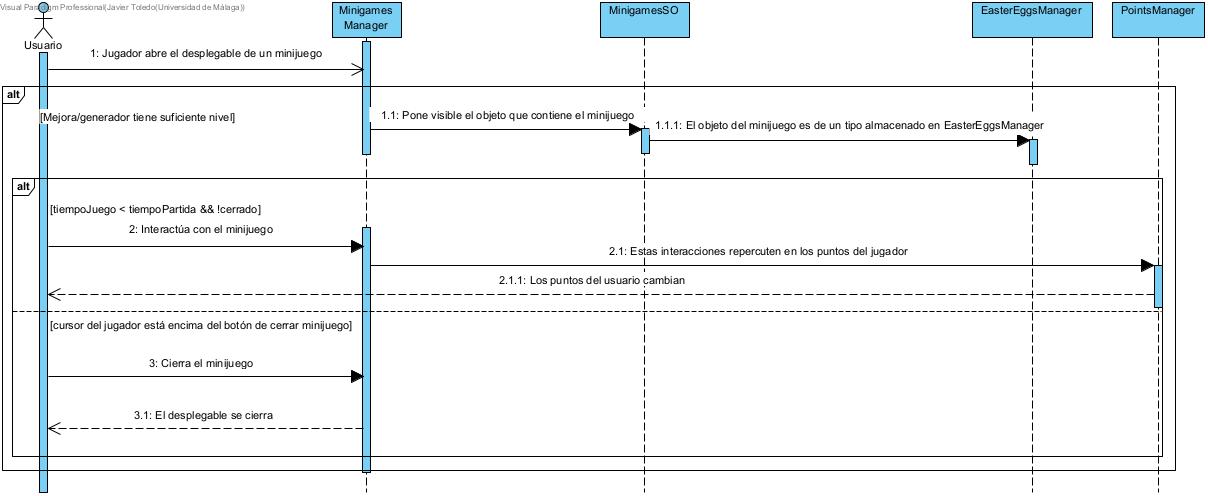 Visual Paradigm Professional(Javier Toledo(Universidad de Málaga))
Usuario
Minigames
Manager
MinigamesSO
EasterEggsManager
PointsManager
1: Jugador abre el desplegable de un minijuego
alt
[Mejora/generador tiene suficiente nivel]
1.1: Pone visible el objeto que contiene el minijuego
1.1.1: El objeto del minijuego es de un tipo almacenado en EasterEggsManager
alt
[tiempoJuego < tiempoPartida && !cerrado]
2: Interactúa con el minijuego
2.1: Estas interacciones repercuten en los puntos del jugador
2.1.1: Los puntos del usuario cambian
[cursor del jugador está encima del botón de cerrar minijuego]
3: Cierra el minijuego
3.1: El desplegable se cierra